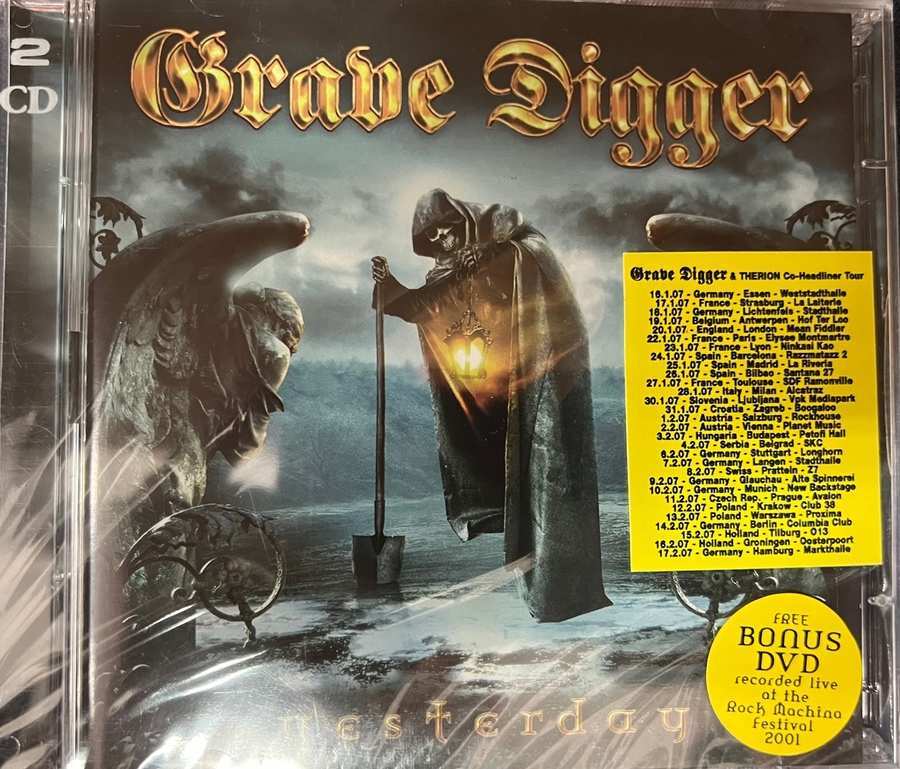 2
CD
Grave Digger
Grave Digger & THERION Co-Headliner Tour
16.1.07 - Germany - Essen - Weststadthalle
17.1.07 - France - Strasburg - La Laiterie
18.1.07 - Germany - Lichtenfels - Stadthalle
19.1.07 - Belgium - Antwerpen - Hof Ter Loo
20.1.07 - England - London - Mean Fiddler
22.1.07 - France - Paris - Elysee Montmartre
23.1.07 - France - Lyon - Ninkasi Kao
24.1.07 - Spain - Barcelona - Razzmatazz 2
25.1.07 - Spain - Madrid - La Riveria
26.1.07 - Spain - Bilbao - Santana 27
27.1.07 - France - Toulouse - SDF Ramonville
28.1.07 - Italy - Milan - Alcatraz
30.1.07 - Slovenia - Ljubljana - Vpk Mediapark
31.1.07 - Croatia - Zagreb - Boogaloo
1.2.07 - Austria - Salzburg - Rockhouse
2.2.07 - Austria - Vienna - Planet Music
3.2.07 - Hungaria - Budapest - Petofi Hall
4.2.07 - Serbia - Belgrad - SKC
6.2.07 - Germany - Stuttgart - Longhorn
7.2.07 - Germany - Langen - Stadthalle
8.2.07 - Swiss - Pratteln - Z7
9.2.07 - Germany - Glauchau - Alte Spinnerei
10.2.07 - Germany - Munich - New Backstage
11.2.07 - Czech Rep. - Prague - Avalon
12.2.07 - Poland - Krakow - Club 38
13.2.07 - Poland - Warszawa - Proxima
14.2.07 - Germany - Berlin - Columbia Club
15.2.07 - Holland - Tilburg - O13
16.2.07 - Holland - Groningen - Oosterpoort
17.2.07 - Germany - Hamburg - Markthalle
FREE
BONUS
DVD
recorded live
at the
Rock Machina
Festival
2001
Yesterday